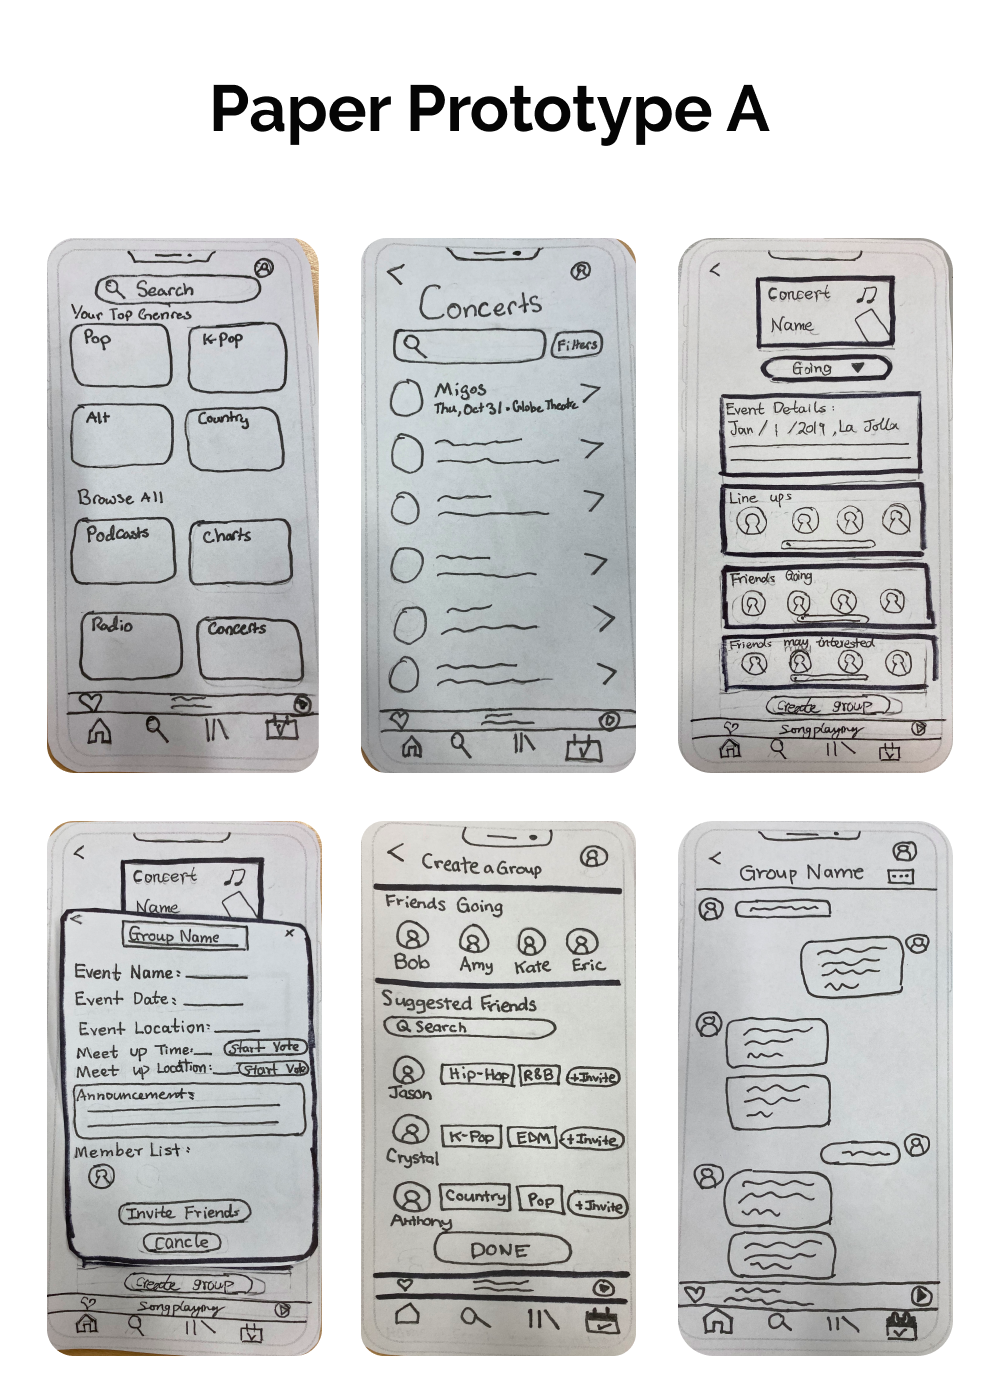 Paper Prototype A
Search
Your Top Genres
Pop
K-Pop
Alt
Country
Browse All
Podcasts
Charts
Radio
Concerts
Concerts
Filters
Migos
Thu, Oct 31 • Globe Theatre
Concert
Name
Going
Event Details:
Jan / 1 / 2019, La Jolla
Line ups
Friends Going
Friends may interested
Create group
Song playing
Concert
Name
Group Name
x
Event Name:
Event Date:
Event Location:
Meet up Time: Start Vote
Meet up Location: Start Vote
Announcement:
Member List:
Invite Friends
Cancle
Create group
Song playing
Create a Group
Friends Going
Bob Amy Kate Eric
Suggested Friends
Search
Hip-Hop R&B +Invite
Jason
K-Pop EDM +Invite
Crystal
Country Pop +Invite
Anthony
DONE
Group Name